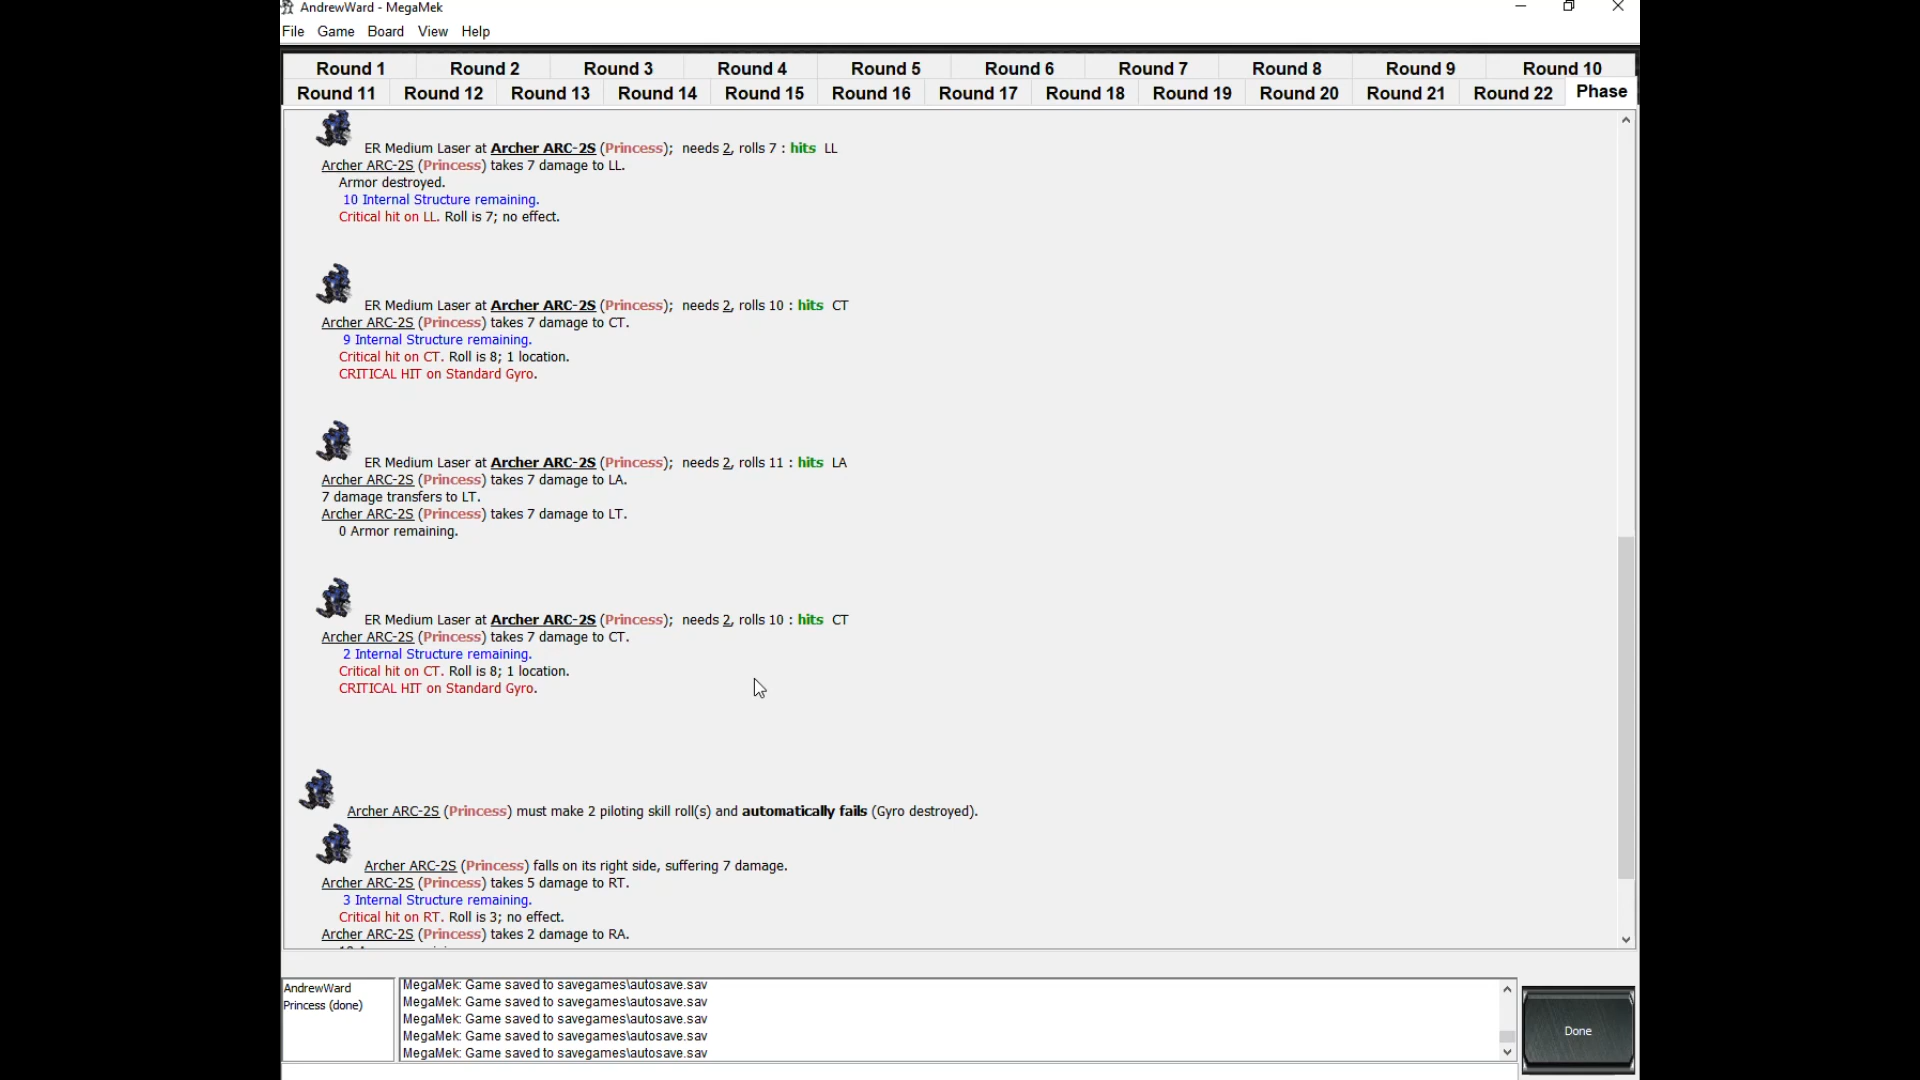 AndrewWard - MegaMek
File Game Board View Help
Round 1 Round 2 Round 3 Round 4 Round 5 Round 6 Round 7 Round 8 Round 9 Round 10
Round 11 Round 12 Round 13 Round 14 Round 15 Round 16 Round 17 Round 18 Round 19 Round 20 Round 21 Round 22 Phase
ER Medium Laser at Archer ARC-2S (Princess); needs 2, rolls 7 : hits LL
Archer ARC-2S (Princess) takes 7 damage to LL.
Armor destroyed.
10 Internal Structure remaining.
Critical hit on LL. Roll is 7; no effect.
ER Medium Laser at Archer ARC-2S (Princess); needs 2, rolls 10 : hits CT
Archer ARC-2S (Princess) takes 7 damage to CT.
9 Internal Structure remaining.
Critical hit on CT. Roll is 8; 1 location.
CRITICAL HIT on Standard Gyro.
ER Medium Laser at Archer ARC-2S (Princess); needs 2, rolls 11 : hits LA
Archer ARC-2S (Princess) takes 7 damage to LA.
7 damage transfers to LT.
Archer ARC-2S (Princess) takes 7 damage to LT.
0 Armor remaining.
ER Medium Laser at Archer ARC-2S (Princess); needs 2, rolls 10 : hits CT
Archer ARC-2S (Princess) takes 7 damage to CT.
2 Internal Structure remaining.
Critical hit on CT. Roll is 8; 1 location.
CRITICAL HIT on Standard Gyro.
Archer ARC-2S (Princess) must make 2 piloting skill roll(s) and automatically fails (Gyro destroyed).
Archer ARC-2S (Princess) falls on its right side, suffering 7 damage.
Archer ARC-2S (Princess) takes 5 damage to RT.
3 Internal Structure remaining.
Critical hit on RT. Roll is 3; no effect.
Archer ARC-2S (Princess) takes 2 damage to RA.
AndrewWard
Princess (done)
MegaMek: Game saved to savegames\autosave.sav
MegaMek: Game saved to savegames\autosave.sav
MegaMek: Game saved to savegames\autosave.sav
MegaMek: Game saved to savegames\autosave.sav
MegaMek: Game saved to savegames\autosave.sav
Done